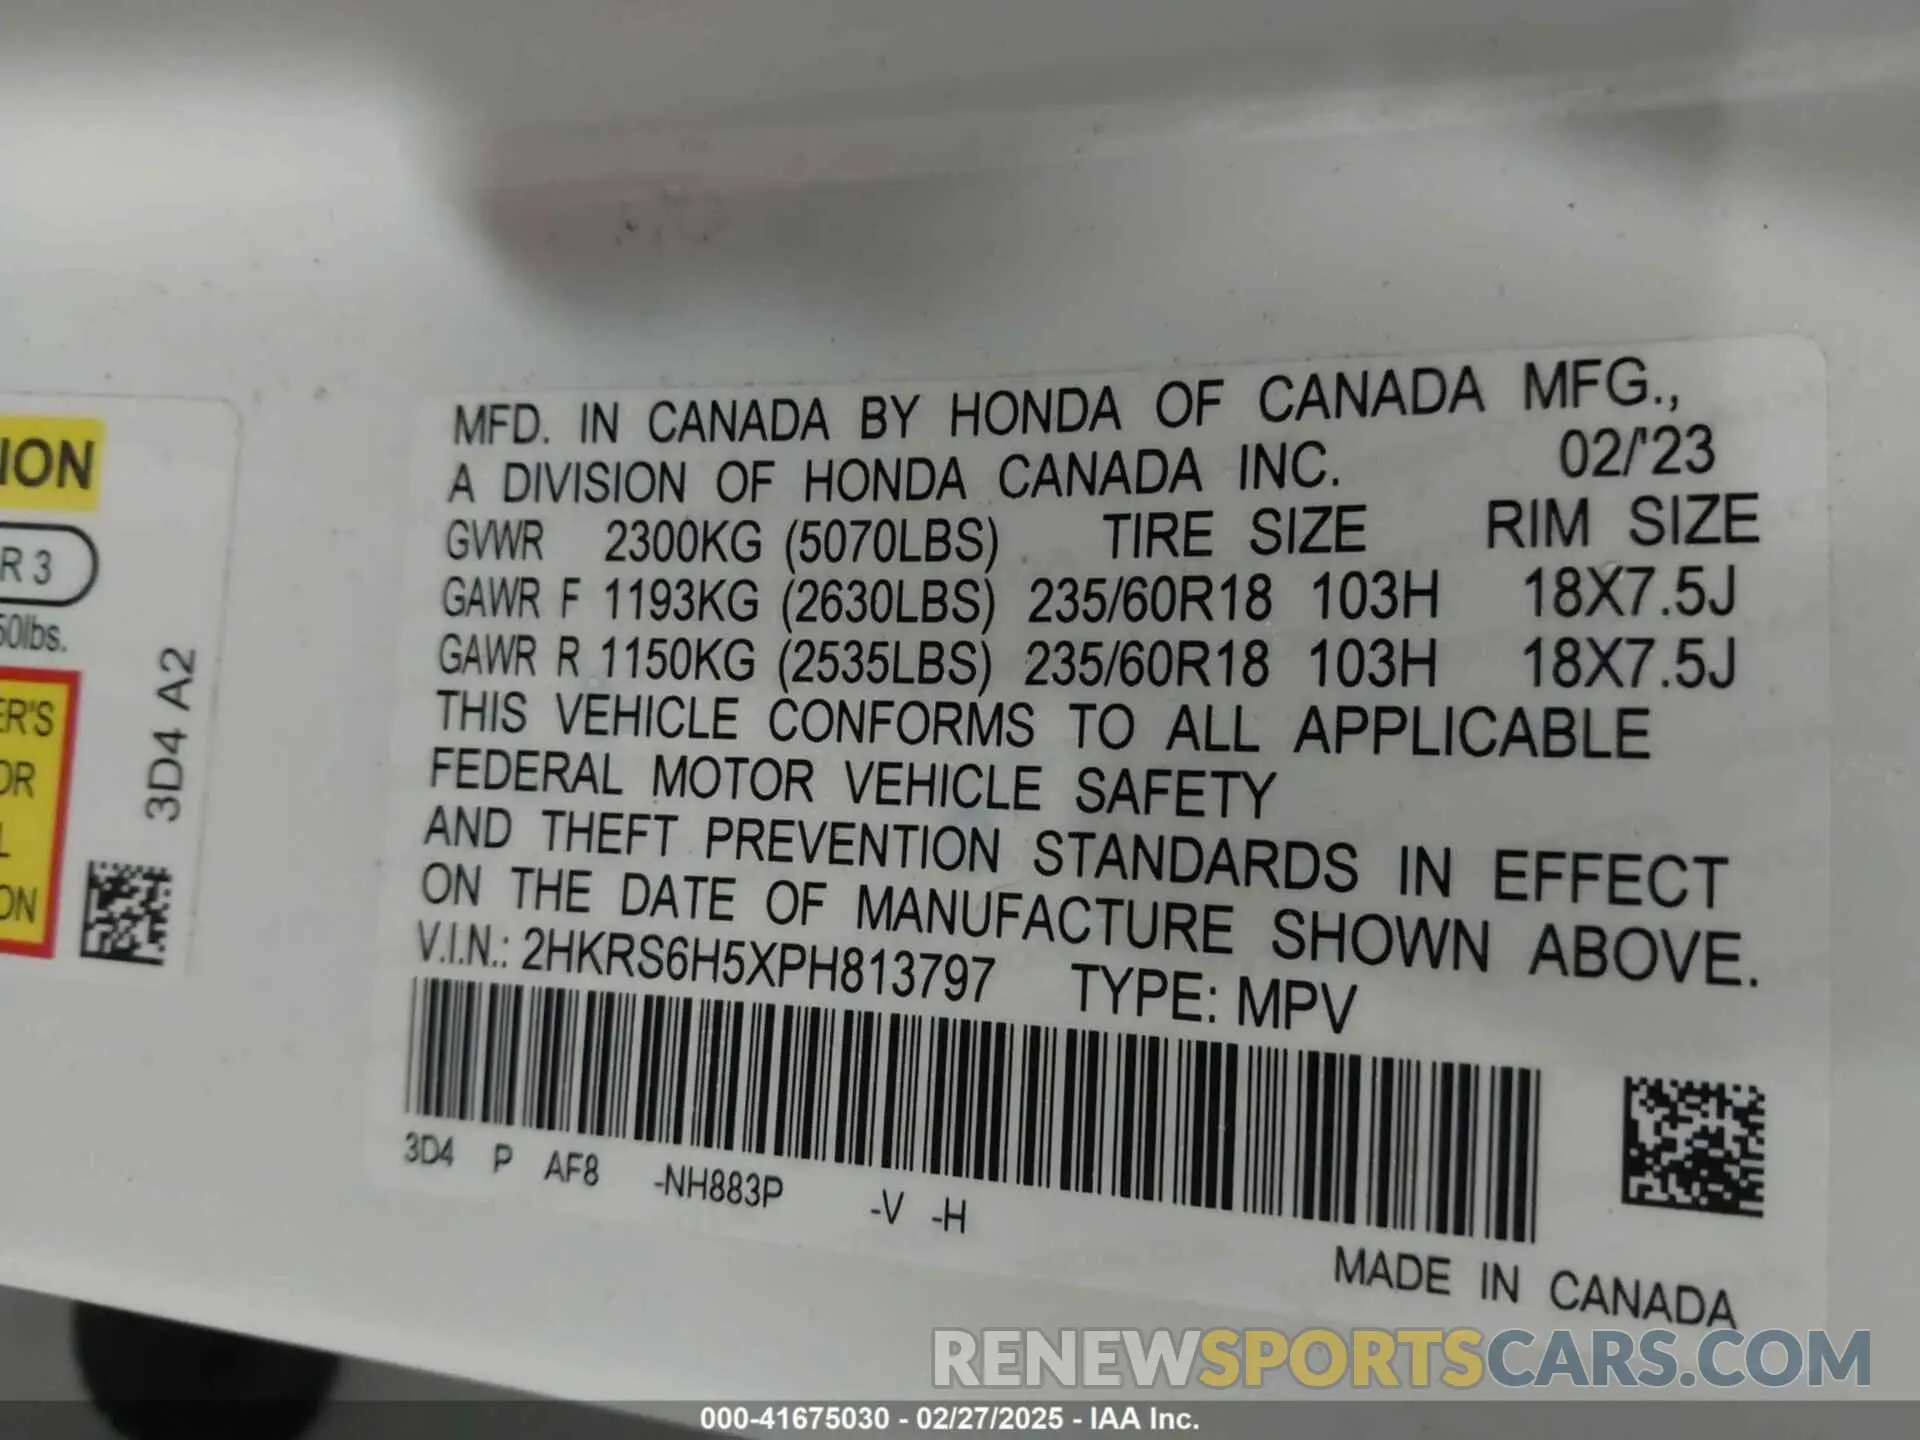 MFD. IN CANADA BY HONDA OF CANADA MFG.,
A DIVISION OF HONDA CANADA INC. 02/'23
GVWR 2300KG (5070LBS) TIRE SIZE RIM SIZE
GAWR F 1193KG (2630LBS) 235/60R18 103H 18X7.5J
GAWR R 1150KG (2535LBS) 235/60R18 103H 18X7.5J
THIS VEHICLE CONFORMS TO ALL APPLICABLE
FEDERAL MOTOR VEHICLE SAFETY
AND THEFT PREVENTION STANDARDS IN EFFECT
ON THE DATE OF MANUFACTURE SHOWN ABOVE.
V.I.N.: 2HKRS6H5XPH813797 TYPE: MPV
3D4 P AF8 -NH883P -V -H
MADE IN CANADA
ION
R 3
50lbs.
ER'S
OR
L
ON
3D4 A2
RENEWSPORTSCARS.COM
000-41675030 - 02/27/2025 - IAA Inc.